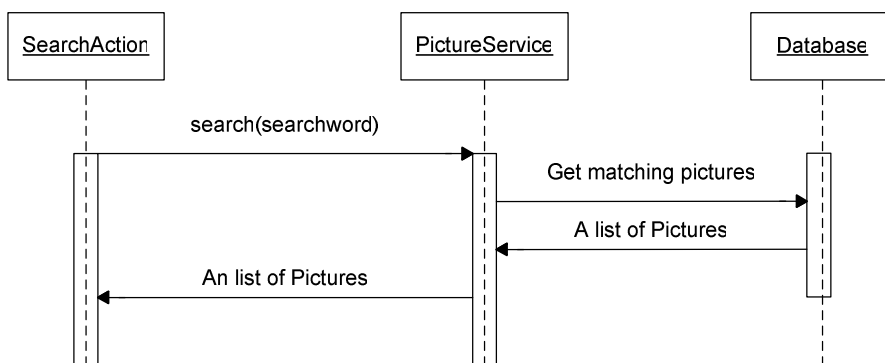 SearchAction
PictureService
Database
search(searchword)
Get matching pictures
A list of Pictures
An list of Pictures